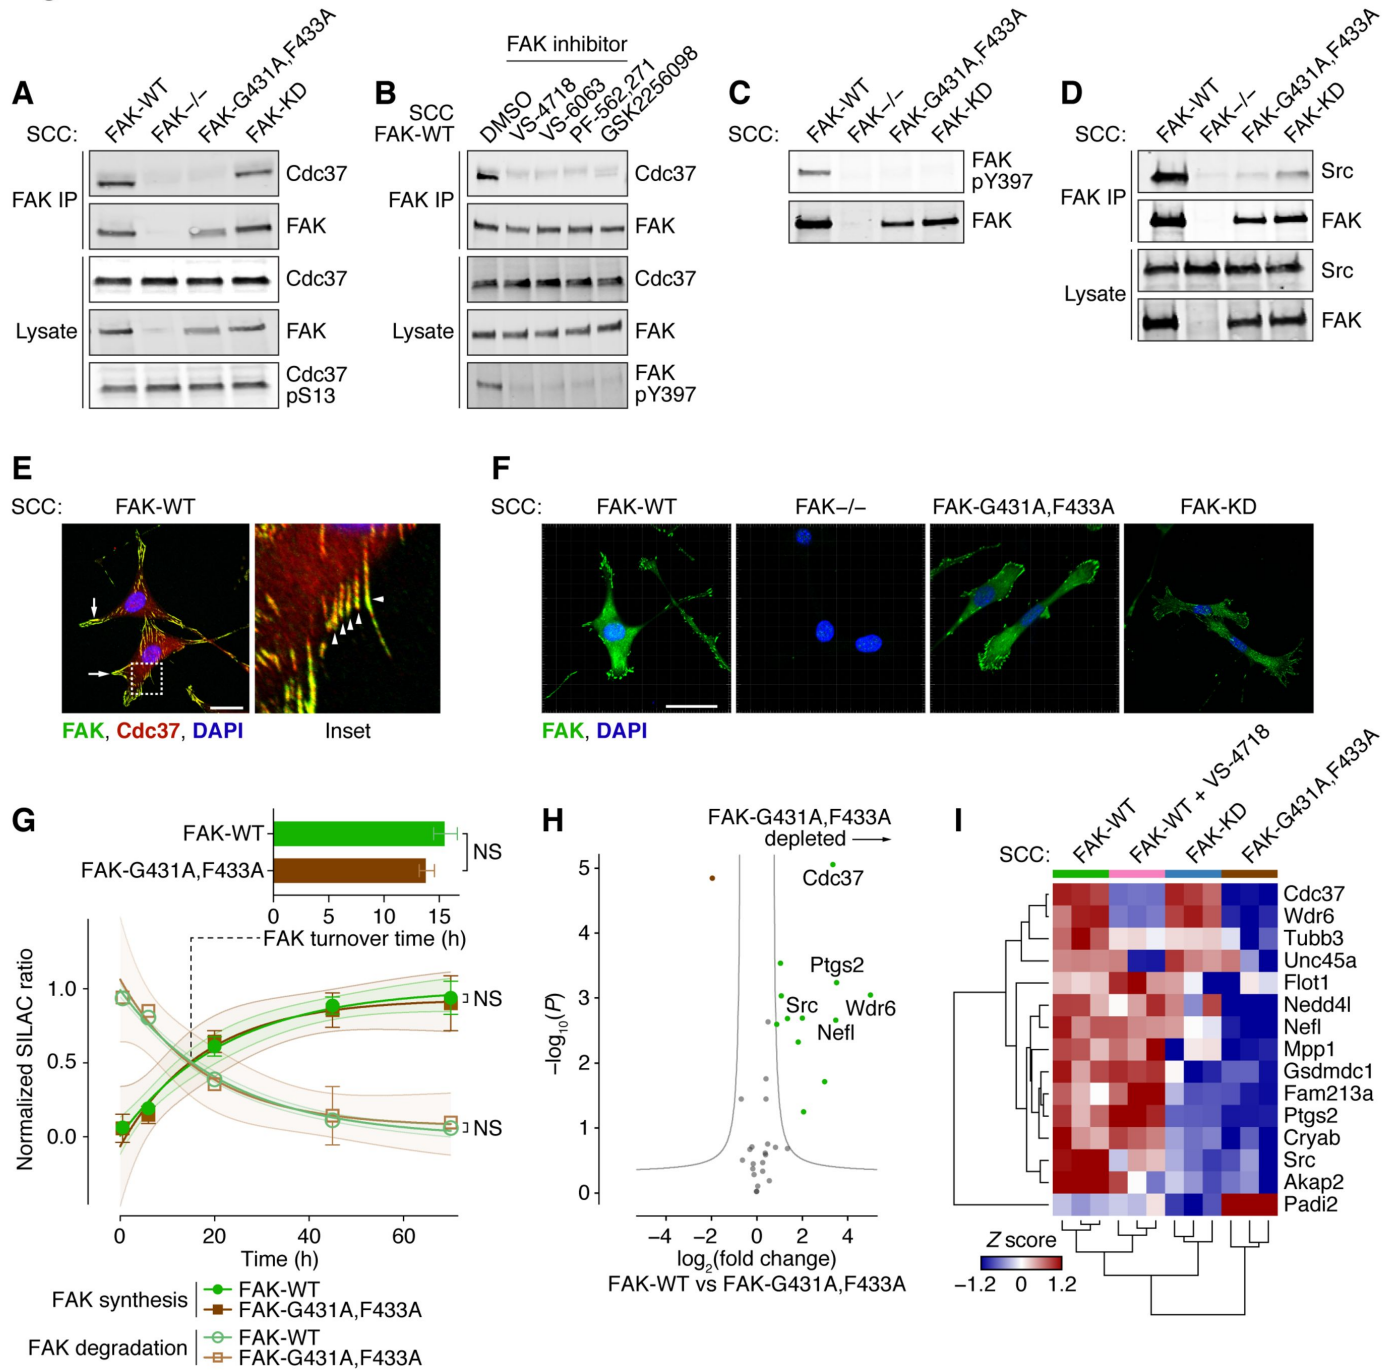 A
SCC:
FAK-WT
FAK–/–
FAK-G431A,F433A
FAK-KD
FAK IP
Cdc37
FAK
Lysate
Cdc37
FAK
Cdc37
pS13
B
FAK inhibitor
SCC
FAK-WT
DMSO
VS-4718
VS-6063
PF-562,271
GSK2256098
FAK IP
Cdc37
FAK
Lysate
Cdc37
FAK
FAK
pY397
C
SCC:
FAK-WT
FAK–/–
FAK-G431A,F433A
FAK-KD
FAK
pY397
FAK
D
SCC:
FAK-WT
FAK–/–
FAK-G431A,F433A
FAK-KD
FAK IP
Src
FAK
Lysate
Src
FAK
E
SCC: FAK-WT
FAK, Cdc37, DAPI
Inset
F
SCC: FAK-WT FAK–/– FAK-G431A,F433A FAK-KD
FAK, DAPI
G
FAK-WT
FAK-G431A,F433A
NS
0 5 10 15
FAK turnover time (h)
Normalized SILAC ratio
1.0
0.5
0.0
NS
NS
0 20 40 60
Time (h)
FAK synthesis
FAK-WT
FAK-G431A,F433A
FAK degradation
FAK-WT
FAK-G431A,F433A
H
FAK-G431A,F433A
depleted
–log10(P)
5
4
3
2
1
0
Cdc37
Ptgs2
Src
Wdr6
Nefl
–4 –2 0 2 4
log2(fold change)
FAK-WT vs FAK-G431A,F433A
I
SCC:
FAK-WT
FAK-WT + VS-4718
FAK-KD
FAK-G431A,F433A
Cdc37
Wdr6
Tubb3
Unc45a
Flot1
Nedd4l
Nefl
Mpp1
Gsdmdc1
Fam213a
Ptgs2
Cryab
Src
Akap2
Padi2
Z score
–1.2 0 1.2